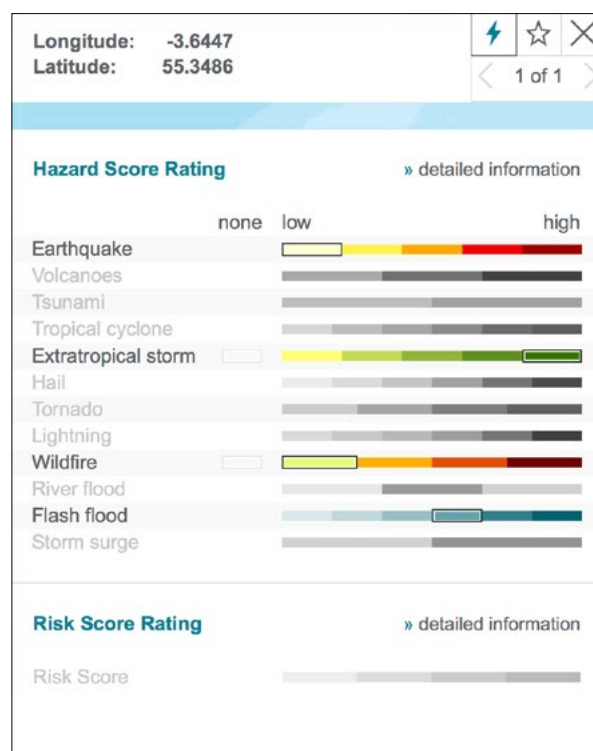 Longitude: -3.6447
Latitude: 55.3486
1 of 1
Hazard Score Rating » detailed information
none low high
Earthquake
Volcanoes
Tsunami
Tropical cyclone
Extratropical storm
Hail
Tornado
Lightning
Wildfire
River flood
Flash flood
Storm surge
Risk Score Rating » detailed information
Risk Score